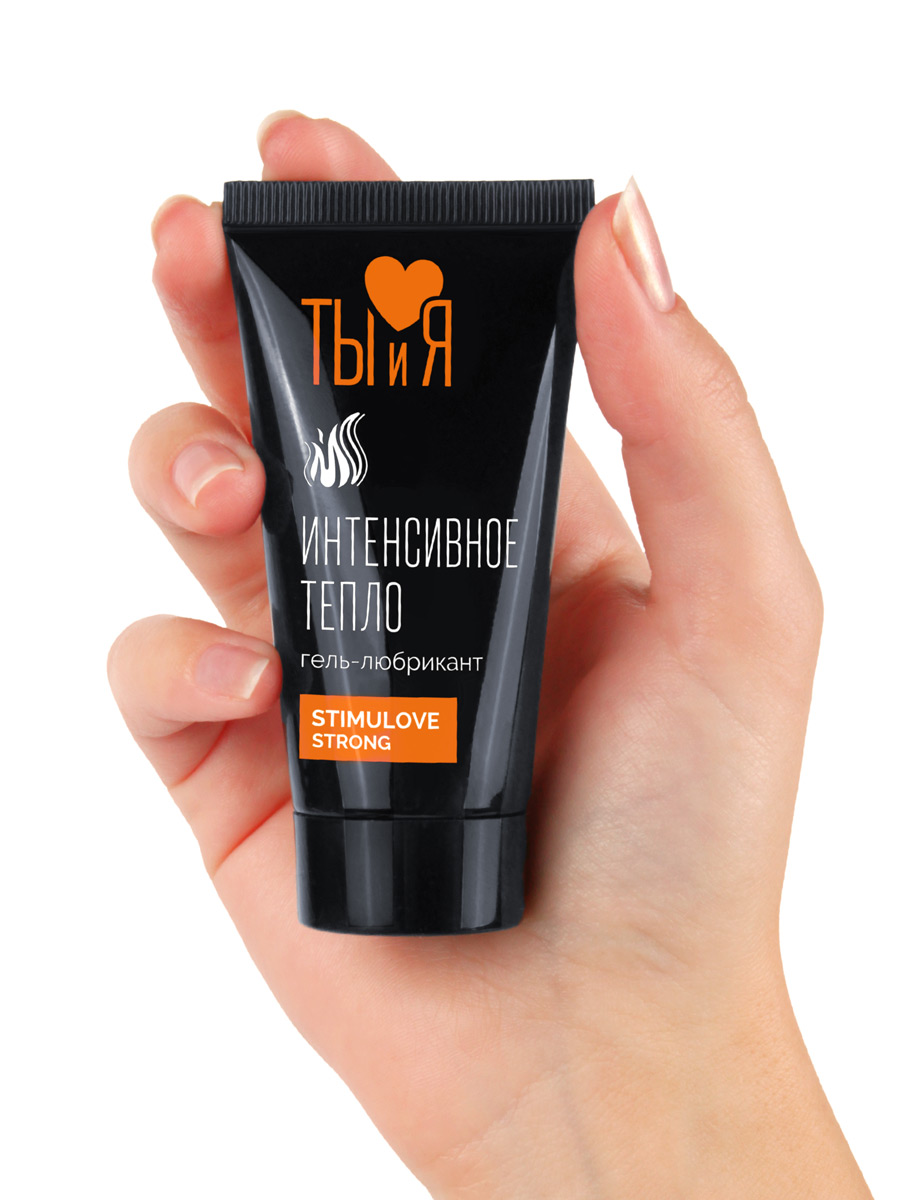 ТЫ и Я
ИНТЕНСИВНОЕ
ТЕПЛО
гель-любрикант
STIMULOVE
STRONG